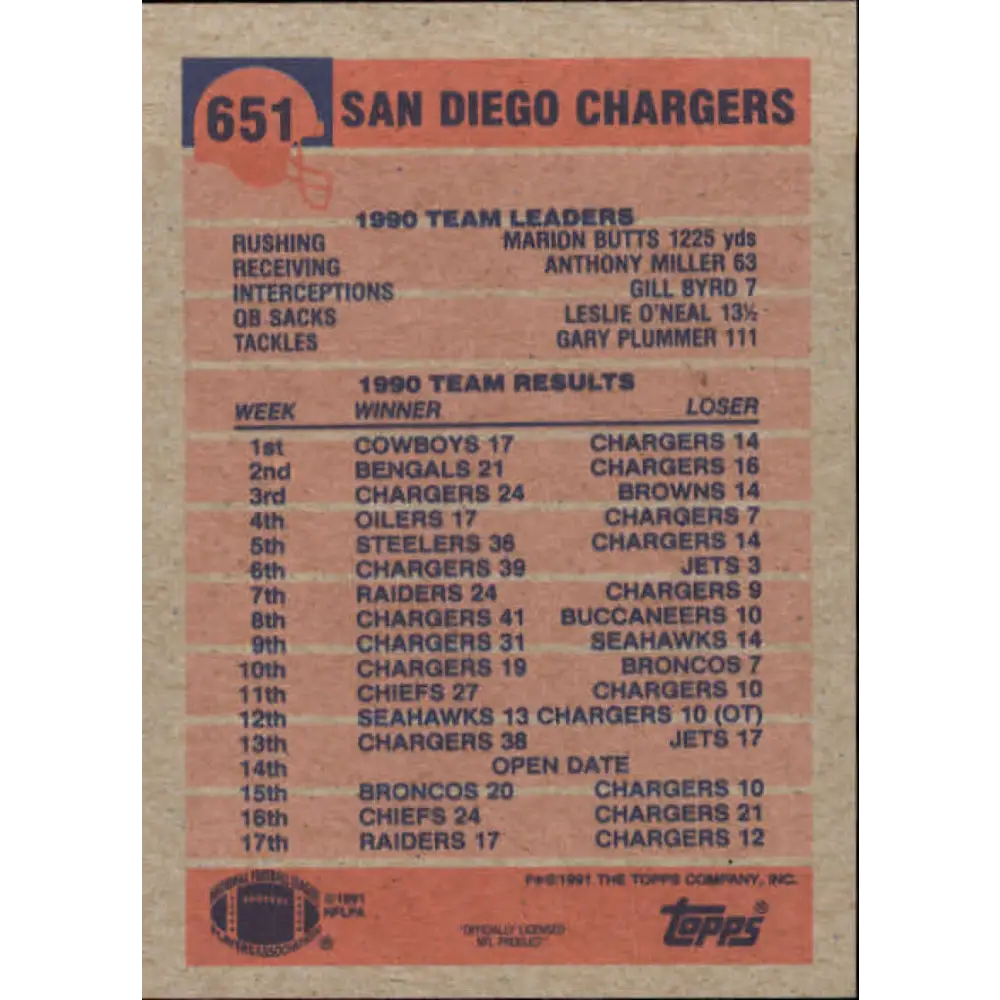 651 SAN DIEGO CHARGERS
1990 TEAM LEADERS
RUSHING MARION BUTTS 1225 yds
RECEIVING ANTHONY MILLER 63
INTERCEPTIONS GILL BYRD 7
QB SACKS LESLIE O'NEAL 13½
TACKLES GARY PLUMMER 111
1990 TEAM RESULTS
WEEK WINNER LOSER
1st COWBOYS 17 CHARGERS 14
2nd BENGALS 21 CHARGERS 16
3rd CHARGERS 24 BROWNS 14
4th OILERS 17 CHARGERS 7
5th STEELERS 36 CHARGERS 14
6th CHARGERS 39 JETS 3
7th RAIDERS 24 CHARGERS 9
8th CHARGERS 41 BUCCANEERS 10
9th CHARGERS 31 SEAHAWKS 14
10th CHARGERS 19 BRONCOS 7
11th CHIEFS 27 CHARGERS 10
12th SEAHAWKS 13 CHARGERS 10 (OT)
13th CHARGERS 38 JETS 17
14th OPEN DATE
15th BRONCOS 20 CHARGERS 10
16th CHIEFS 24 CHARGERS 21
17th RAIDERS 17 CHARGERS 12
©1991 THE TOPPS COMPANY, INC.
NATIONAL FOOTBALL LEAGUE
PLAYERS ASSOCIATION ®
©1991
NFLPA
"OFFICIALLY LICENSED
NFL PRODUCT"
topps®